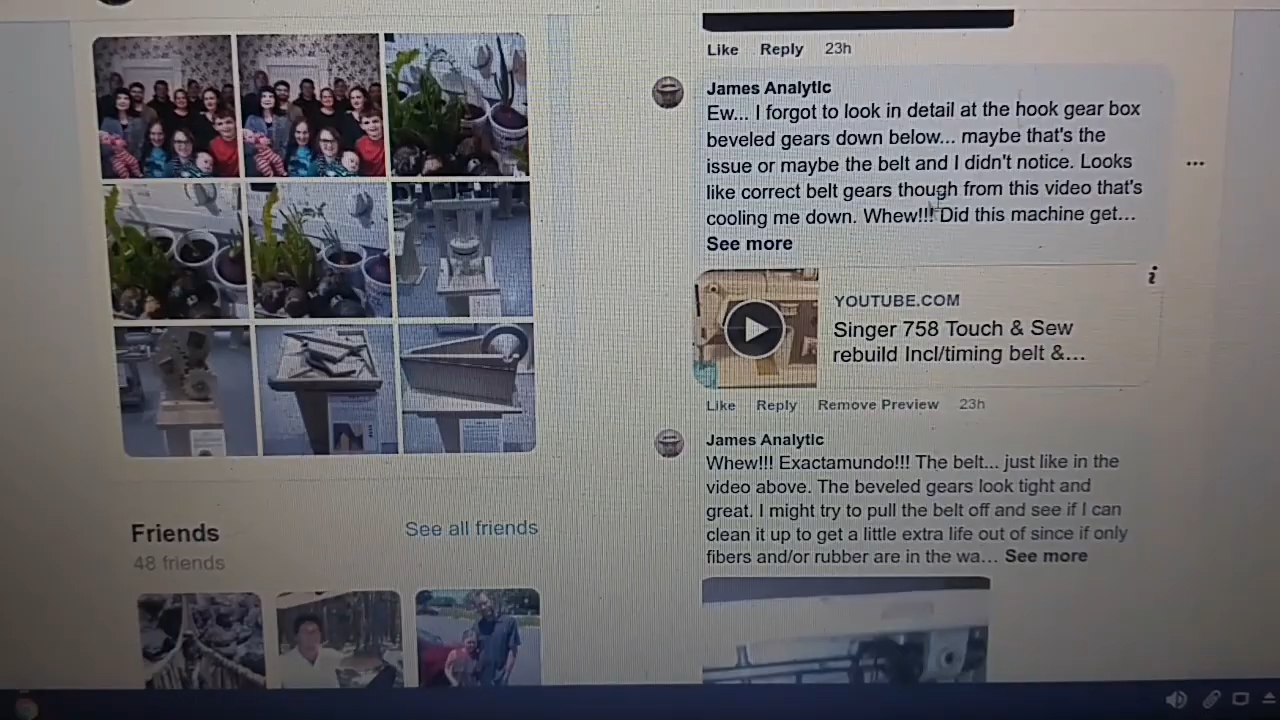 Like Reply 23h
James Analytic
Ew... I forgot to look in detail at the hook gear box
beveled gears down below... maybe that's the
issue or maybe the belt and I didn't notice. Looks
like correct belt gears though from this video that's
cooling me down. Whew!!! Did this machine get...
See more
YOUTUBE.COM
Singer 758 Touch & Sew
rebuild Incl/timing belt &...
Like Reply Remove Preview 23h
James Analytic
Whew!!! Exactamundo!!! The belt... just like in the
video above. The beveled gears look tight and
great. I might try to pull the belt off and see if I can
clean it up to get a little extra life out of since if only
fibers and/or rubber are in the wa... See more
Friends
See all friends
48 friends